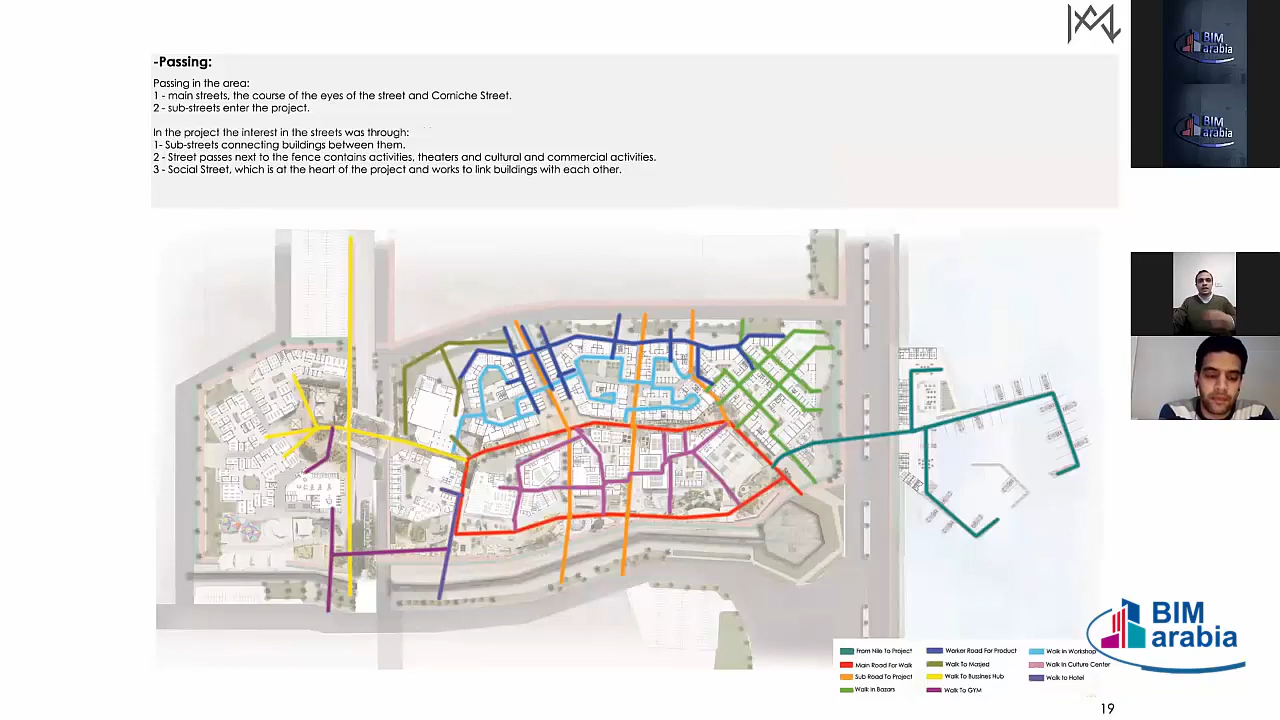 -Passing:
Passing in the area:
1 - main streets, the course of the eyes of the street and Corniche Street.
2 - sub-streets enter the project.
In the project the interest in the streets was through:
1- Sub-streets connecting buildings between them.
2 - Street passes next to the fence contains activities, theaters and cultural and commercial activities.
3 - Social Street, which is at the heart of the project and works to link buildings with each other.
BIM
arabia
BIM
arabia
From Nile To Project
Main Road For Walk
Sub Road To Project
Walk In Bazars
Worker Road For Product
Walk To Masjed
Walk To Bussines Hub
Walk To GYM
Walk In Workshop
Walk In Culture Center
Walk to Hotel
BIM
arabia
19